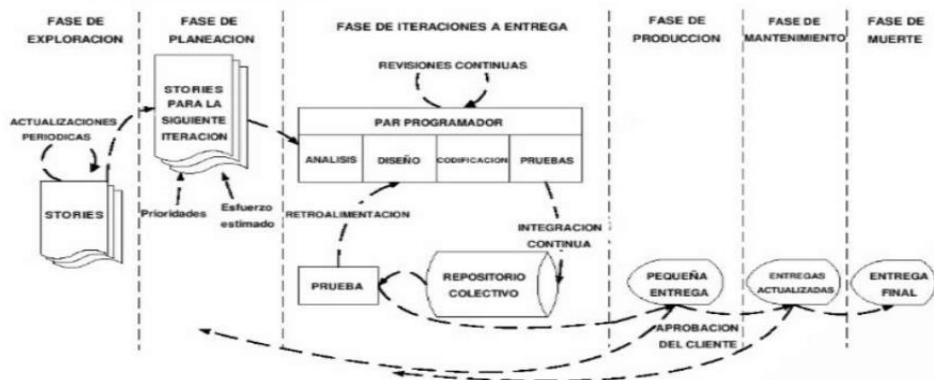 FASE DE
EXPLORACION
FASE DE
PLANEACION
FASE DE ITERACIONES A ENTREGA
FASE DE
PRODUCCION
FASE DE
MANTENIMIENTO
FASE DE
MUERTE
ACTUALIZACIONES
PERIODICAS
STORIES
STORIES
PARA LA
SIGUIENTE
ITERACION
Prioridades
Esfuerzo
estimado
REVISIONES CONTINUAS
PAR PROGRAMADOR
ANALISIS
DISEÑO
CODIFICACION
PRUEBAS
RETROALIMENTACION
INTEGRACION
CONTINUA
PRUEBA
REPOSITORIO
COLECTIVO
PEQUEÑA
ENTREGA
ENTREGAS
ACTUALIZADAS
ENTREGA
FINAL
APROBACION
DEL CLIENTE